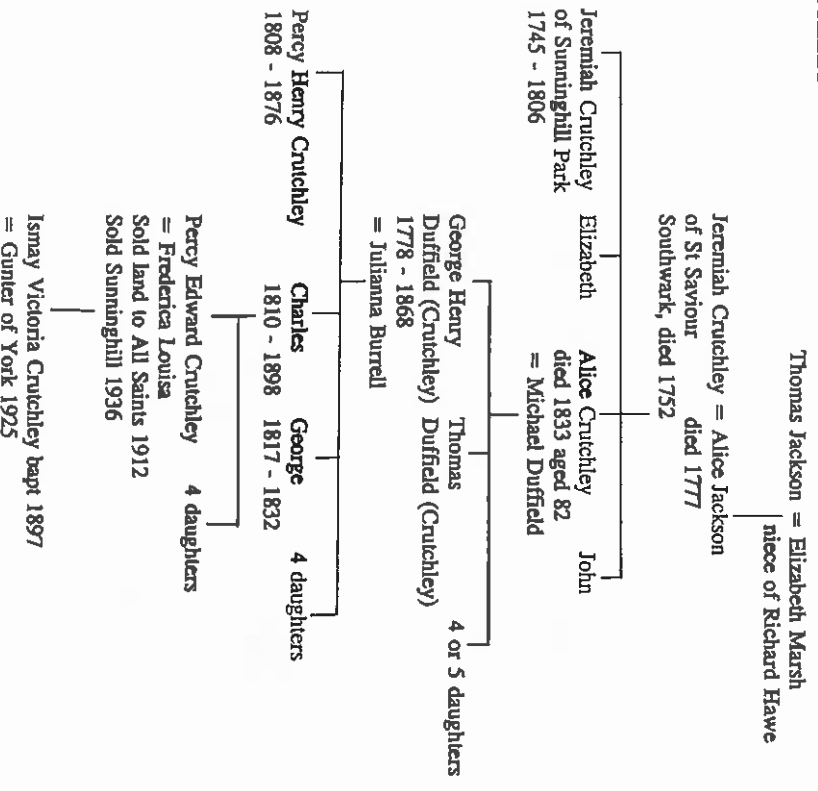 Thomas Jackson = Elizabeth Marsh
niece of Richard Hawe
Jeremiah Crutchley = Alice Jackson
of St Saviour died 1777
Southwark, died 1752
Jeremiah Crutchley Elizabeth Alice Crutchley John
of Sunninghill Park died 1833 aged 82
1745 - 1806 = Michael Duffield
George Henry Thomas 4 or 5 daughters
Duffield (Crutchley) Duffield (Crutchley)
1778 - 1868
= Julianna Burrell
Percy Henry Crutchley Charles George 4 daughters
1808 - 1876 1810 - 1898 1817 - 1832
Percy Edward Crutchley 4 daughters
= Frederica Louisa
Sold land to All Saints 1912
Sold Sunninghill 1936
Ismay Victoria Crutchley bapt 1897
= Gunter of York 1925